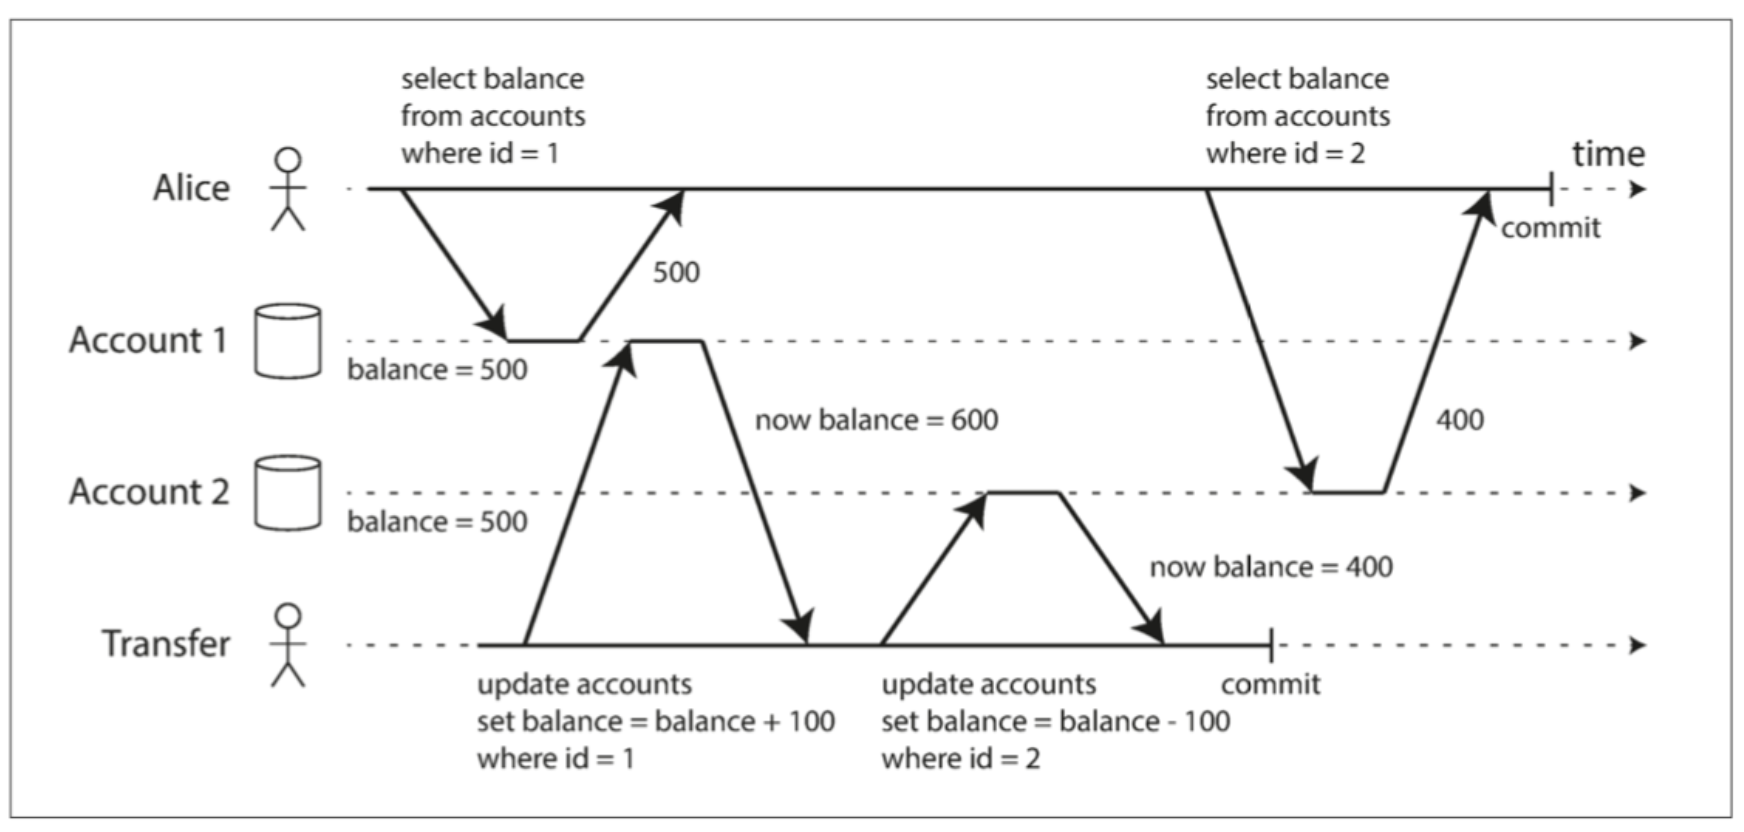 select balance
from accounts
where id = 1
select balance
from accounts
where id = 2
time
Alice
commit
500
Account 1
balance = 500
now balance = 600
400
Account 2
balance = 500
now balance = 400
Transfer
update accounts
set balance = balance + 100
where id = 1
update accounts
set balance = balance - 100
where id = 2
commit